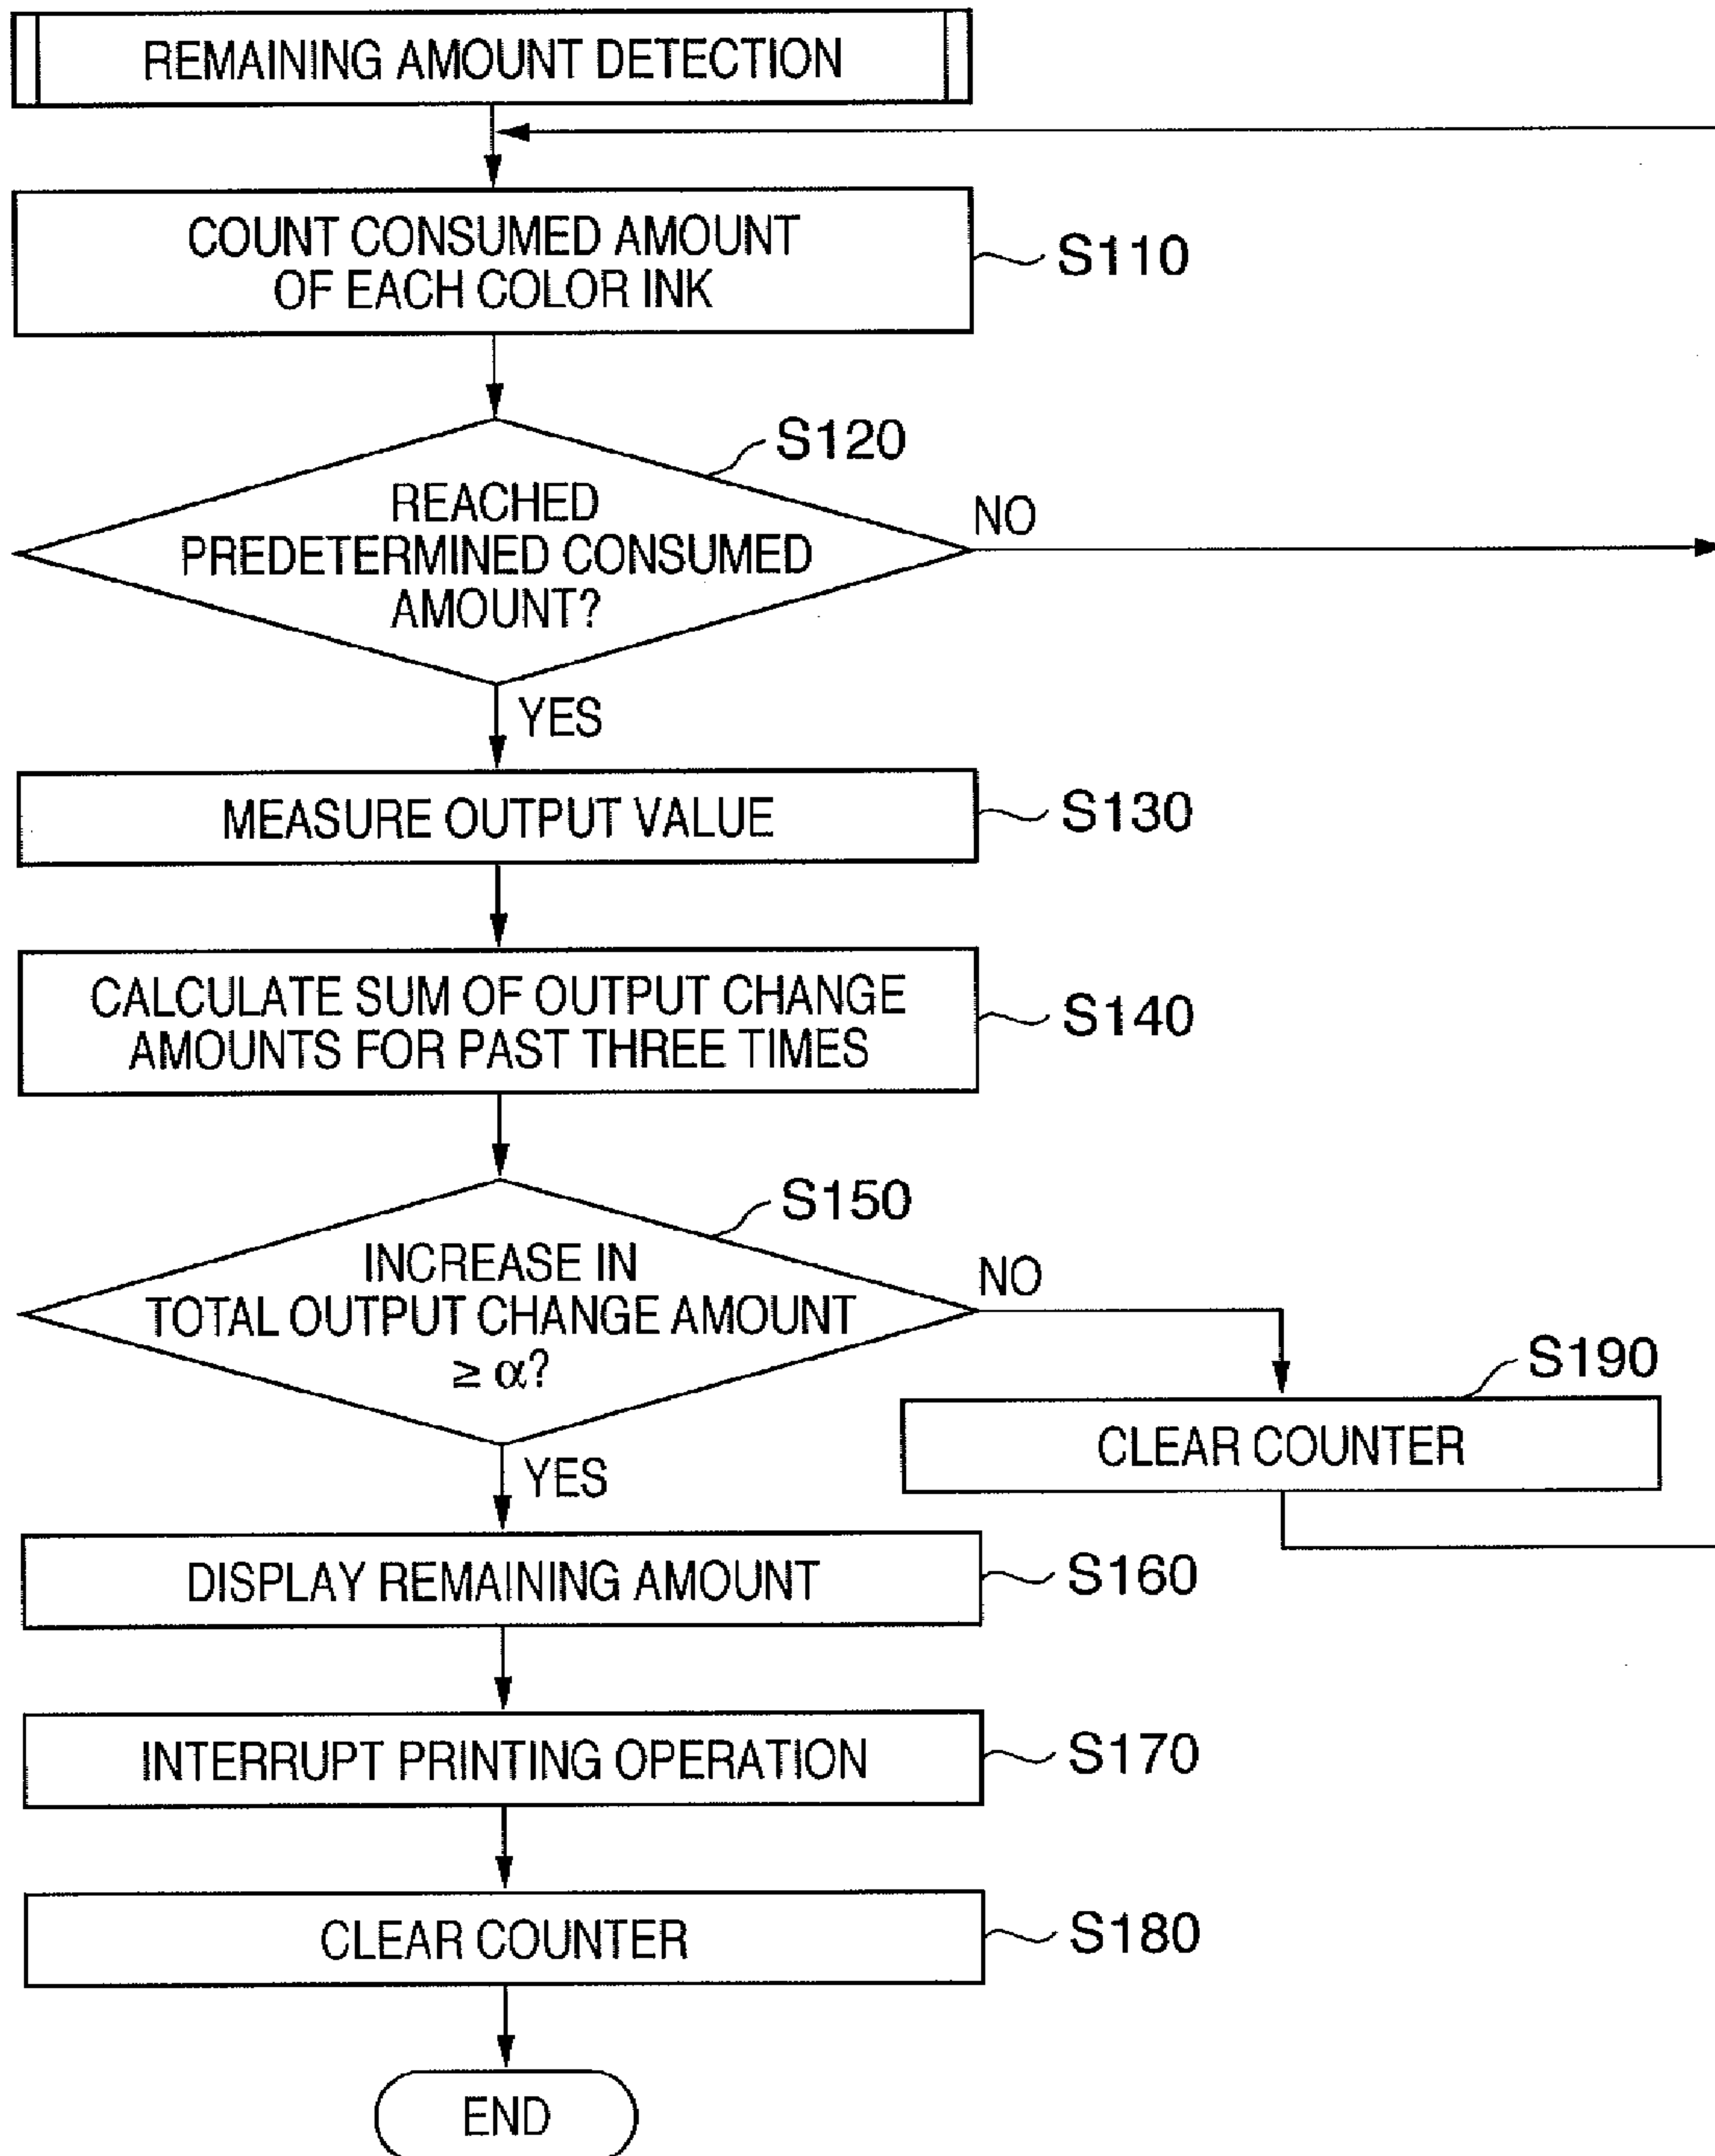 REMAINING AMOUNT DETECTION
COUNT CONSUMED AMOUNT
OF EACH COLOR INK
S110
S120
REACHED
PREDETERMINED CONSUMED
AMOUNT?
NO
YES
MEASURE OUTPUT VALUE
S130
CALCULATE SUM OF OUTPUT CHANGE
AMOUNTS FOR PAST THREE TIMES
S140
S150
INCREASE IN
TOTAL OUTPUT CHANGE AMOUNT
≥ α?
NO
S190
CLEAR COUNTER
YES
DISPLAY REMAINING AMOUNT
S160
INTERRUPT PRINTING OPERATION
S170
CLEAR COUNTER
S180
END